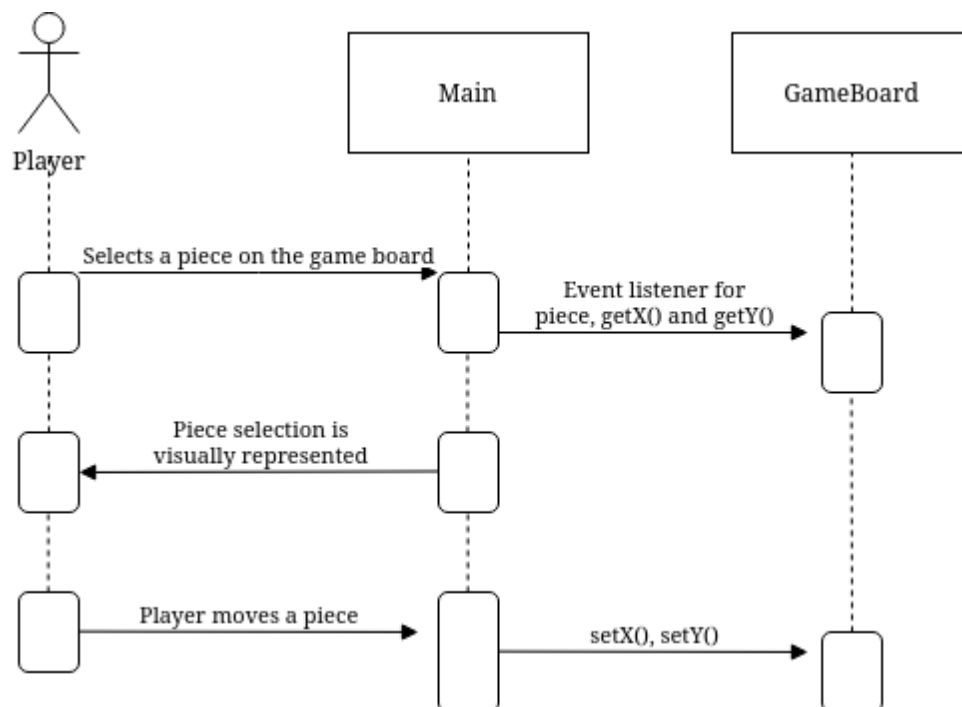 Player
Main
GameBoard
Selects a piece on the game board
Event listener for
piece, getX() and getY()
Piece selection is
visually represented
Player moves a piece
setX(), setY()